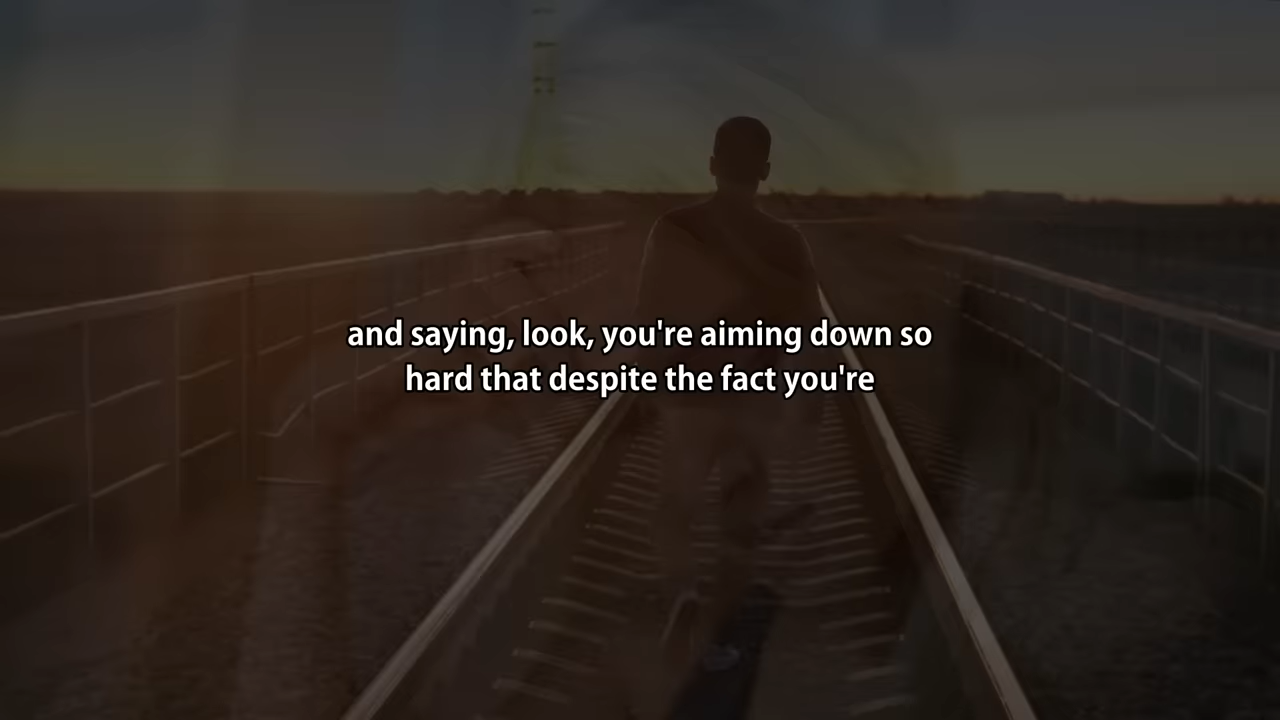 and saying, look, you're aiming down so
hard that despite the fact you're